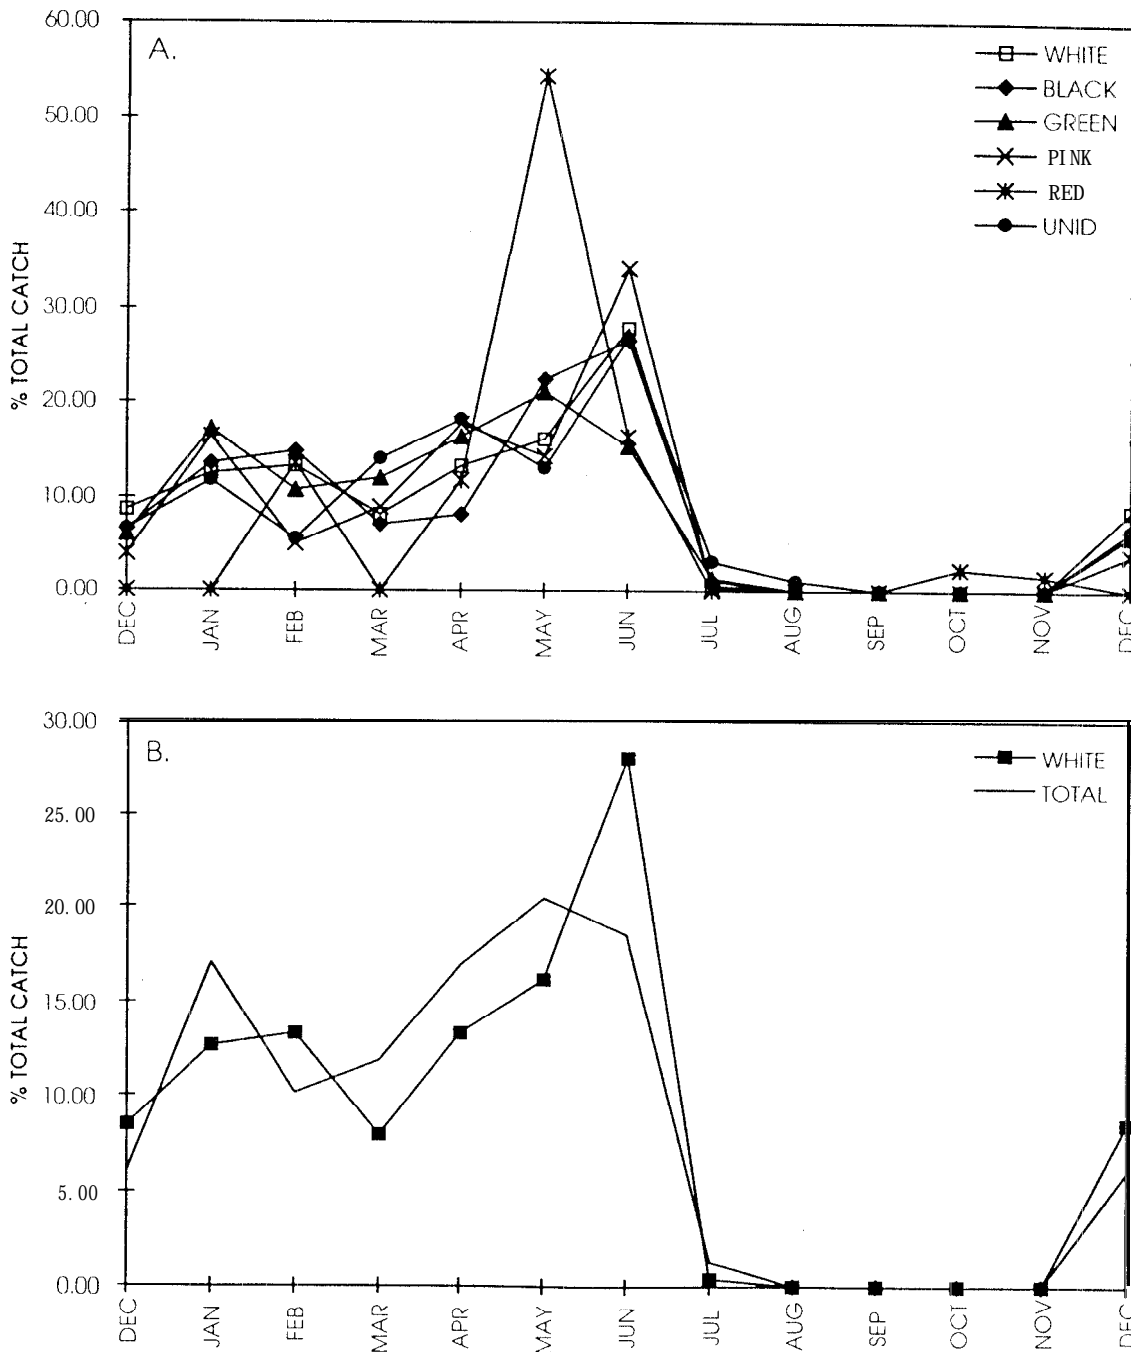 A.
60.00
50.00
40.00
30.00
20.00
10.00
0.00
% TOTAL CATCH
WHITE
BLACK
GREEN
PINK
RED
UNID
DEC JAN FEB MAR APR MAY JUN JUL AUG SEP OCT NOV DEC
B.
30.00
25.00
20.00
15.00
10.00
5.00
0.00
% TOTAL CATCH
WHITE
TOTAL
DEC JAN FEB MAR APR MAY JUN JUL AUG SEP OCT NOV DEC